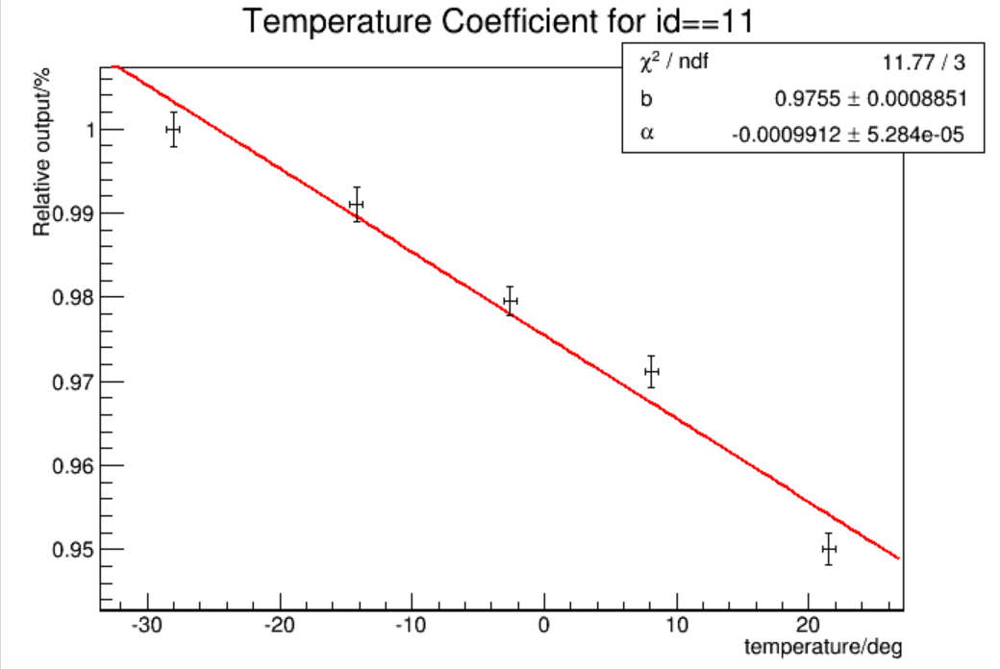 Temperature Coefficient for id==11
χ² / ndf 11.77 / 3
b 0.9755 ± 0.0008851
α -0.0009912 ± 5.284e-05
Relative output/%
1
0.99
0.98
0.97
0.96
0.95
-30 -20 -10 0 10 20
temperature/deg